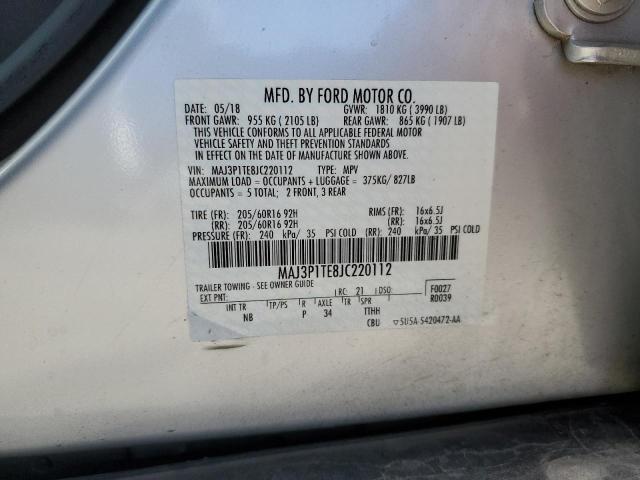 MFD. BY FORD MOTOR CO.
DATE: 05/18 GVWR: 1810 KG ( 3990 LB)
FRONT GAWR: 955 KG ( 2105 LB) REAR GAWR: 865 KG ( 1907 LB)
THIS VEHICLE CONFORMS TO ALL APPLICABLE FEDERAL MOTOR
VEHICLE SAFETY AND THEFT PREVENTION STANDARDS
IN EFFECT ON THE DATE OF MANUFACTURE SHOWN ABOVE.
VIN: MAJ3P1TE8JC220112 TYPE: MPV
MAXIMUM LOAD = OCCUPANTS + LUGGAGE = 375KG/ 827LB
OCCUPANTS = 5 TOTAL; 2 FRONT, 3 REAR
TIRE (FR): 205/60R16 92H RIMS (FR): 16x6.5J
(RR): 205/60R16 92H (RR): 16x6.5J
PRESSURE (FR): 240 kPa/ 35 PSI COLD (RR): 240 kPa/ 35 PSI COLD
MAJ3P1TE8JC220112
TRAILER TOWING - SEE OWNER GUIDE F0027
EXT PNT: RC: 21 DSO: R0039
INT TR TP/PS R AXLE TR SPR
NB P 34 TTHH
CBU ▽5U5A-5420472-AA